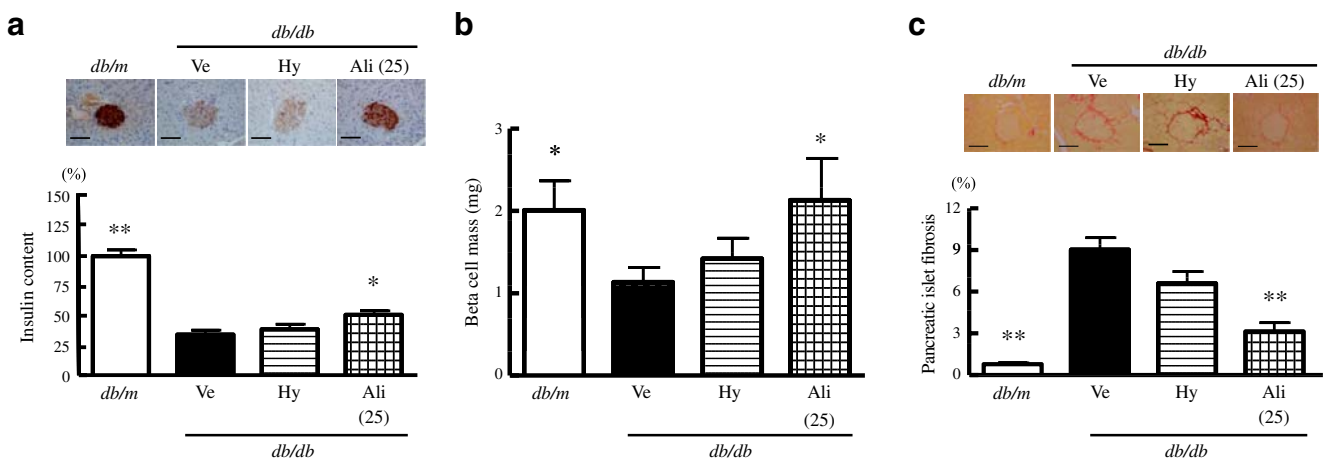 a
db/db
db/m Ve Hy Ali (25)
(%)
150
125
100
75
50
25
0
Insulin content
**
*
db/m Ve Hy Ali
(25)
db/db
b
3
2
1
0
Beta cell mass (mg)
*
*
db/m Ve Hy Ali
(25)
db/db
c
db/db
db/m Ve Hy Ali (25)
(%)
12
9
6
3
0
Pancreatic islet fibrosis
**
**
db/m Ve Hy Ali
(25)
db/db